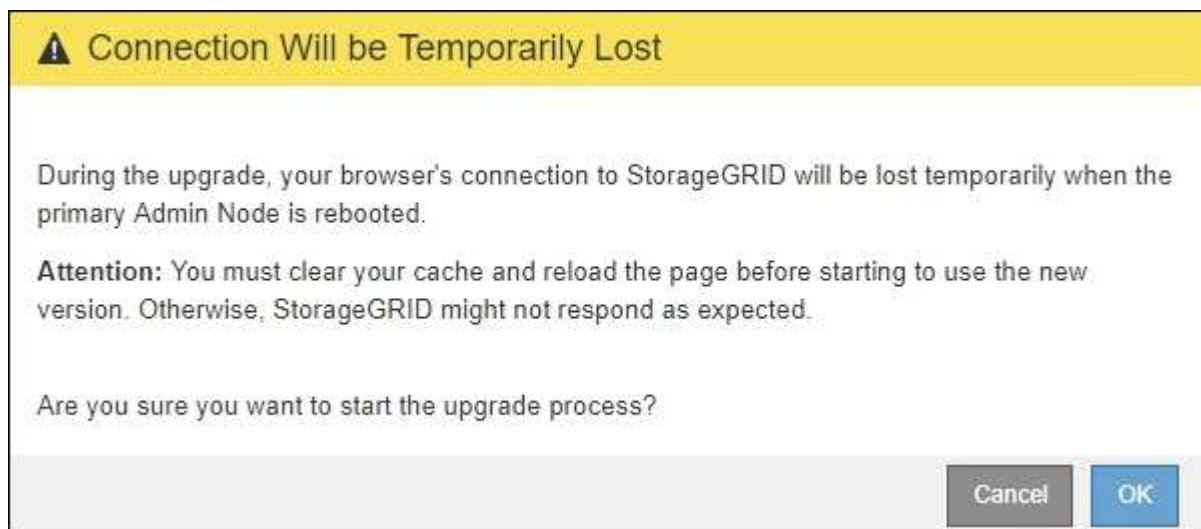 Connection Will be Temporarily Lost
During the upgrade, your browser's connection to StorageGRID will be lost temporarily when the
primary Admin Node is rebooted.
Attention: You must clear your cache and reload the page before starting to use the new
version. Otherwise, StorageGRID might not respond as expected.
Are you sure you want to start the upgrade process?
Cancel
OK